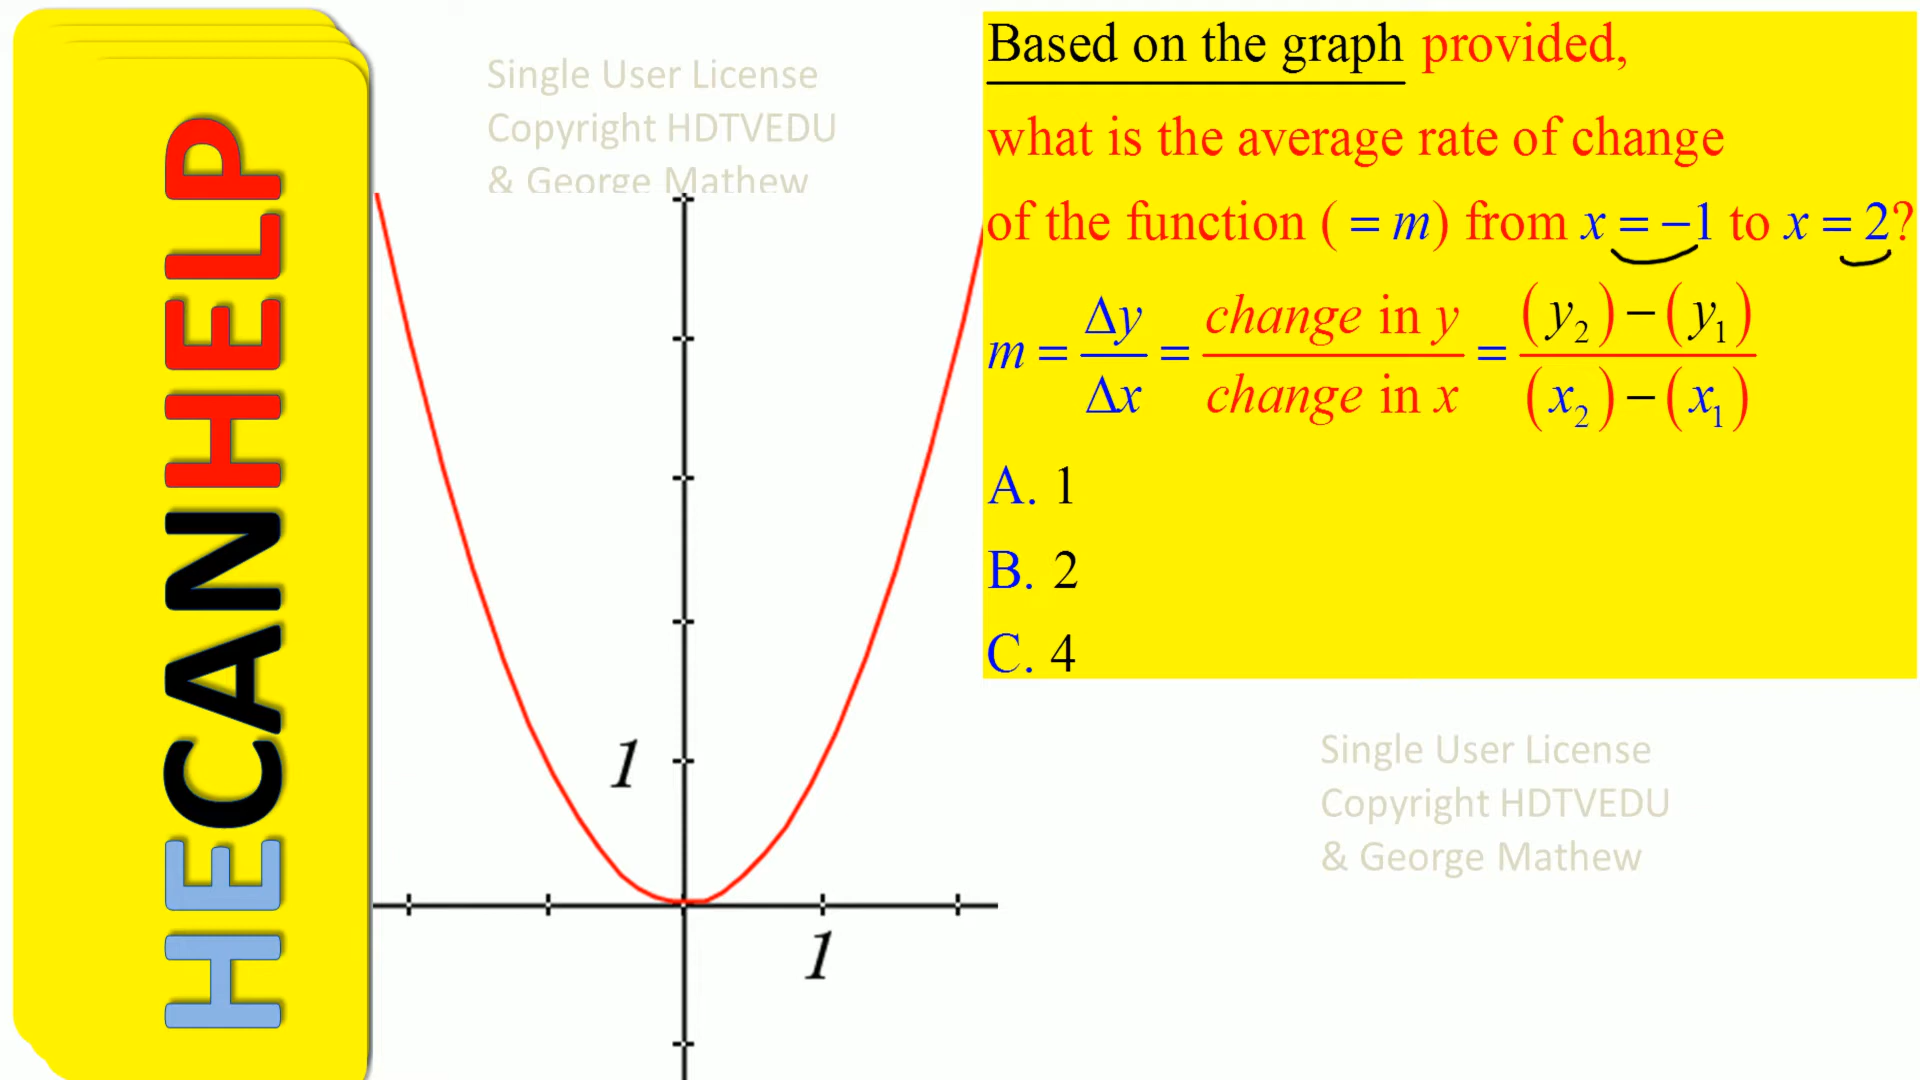 HECANHELP
Single User License
Copyright HDTVEDU
& George Mathew
1
1
Based on the graph provided,
what is the average rate of change
of the function ( = m) from x = −1 to x = 2?
m = Δy/Δx = change in y/change in x = (y₂)−(y₁)/(x₂)−(x₁)
A. 1
B. 2
C. 4
Single User License
Copyright HDTVEDU
& George Mathew